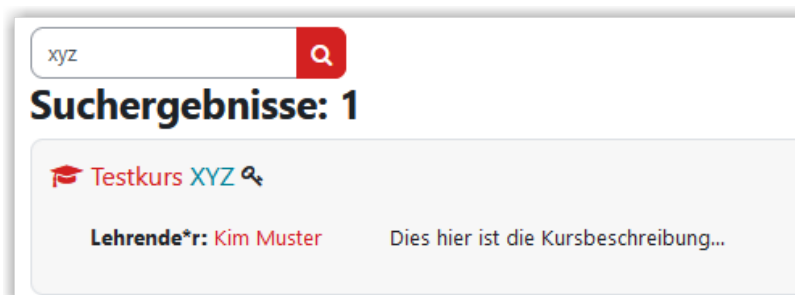 xyz
Suchergebnisse: 1
Testkurs XYZ
Lehrende*r: Kim Muster Dies hier ist die Kursbeschreibung...